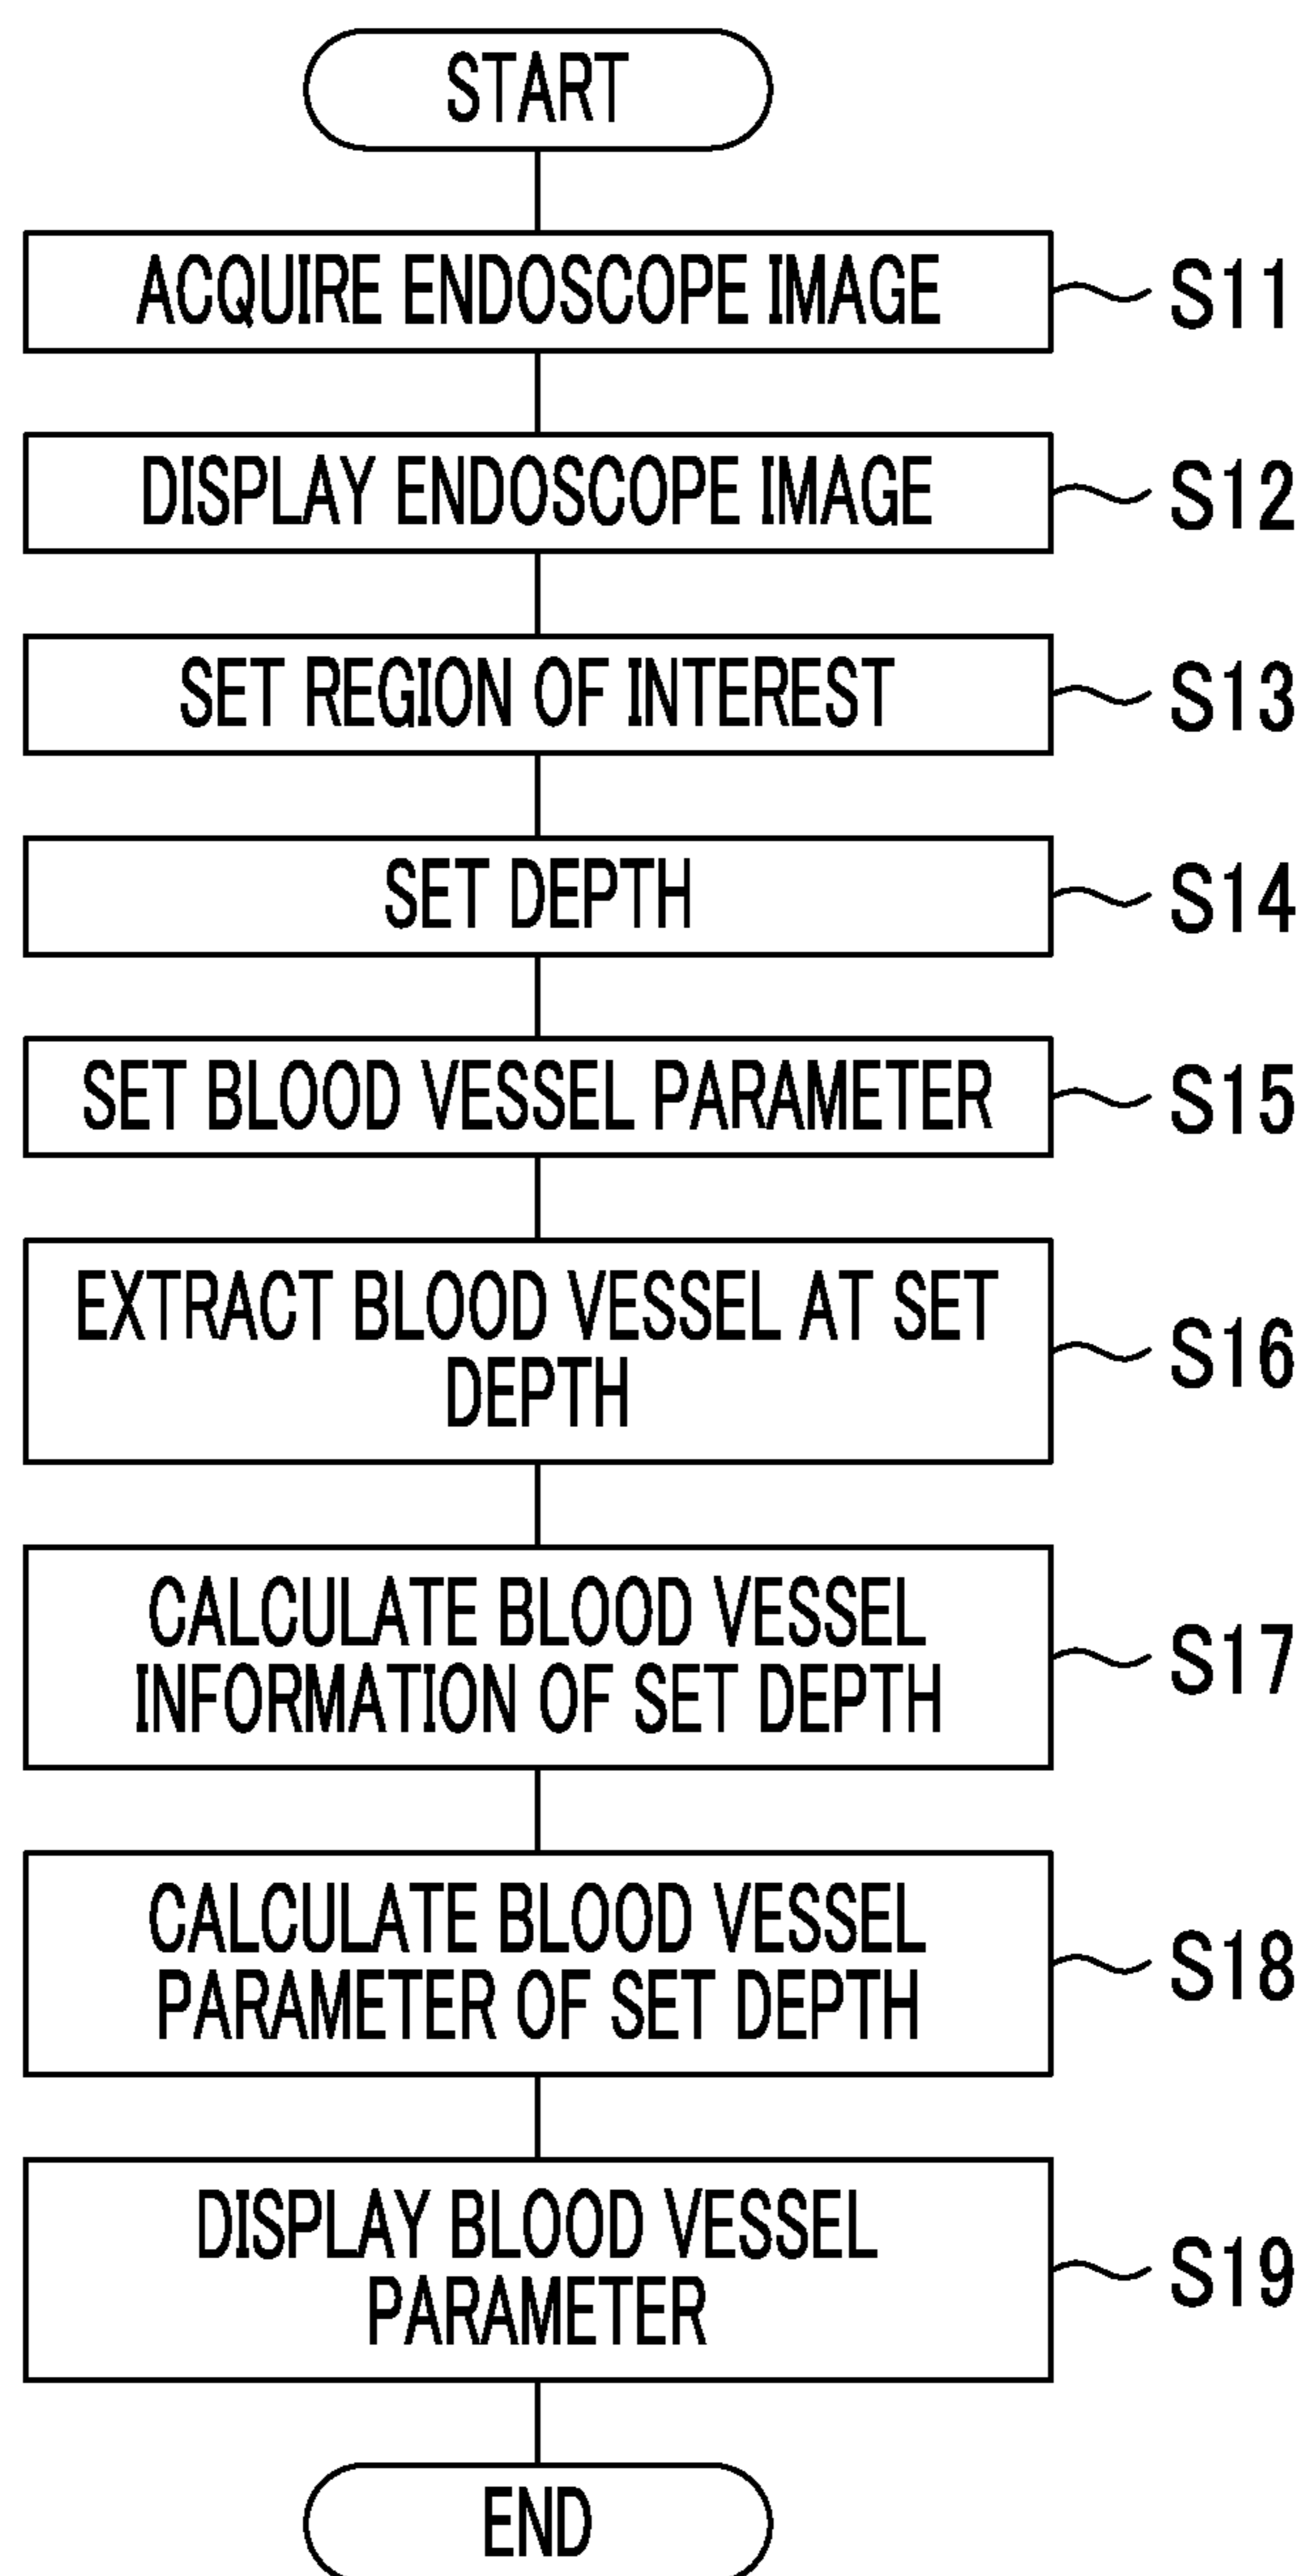 START
ACQUIRE ENDOSCOPE IMAGE
S11
DISPLAY ENDOSCOPE IMAGE
S12
SET REGION OF INTEREST
S13
SET DEPTH
S14
SET BLOOD VESSEL PARAMETER
S15
EXTRACT BLOOD VESSEL AT SET
DEPTH
S16
CALCULATE BLOOD VESSEL
INFORMATION OF SET DEPTH
S17
CALCULATE BLOOD VESSEL
PARAMETER OF SET DEPTH
S18
DISPLAY BLOOD VESSEL
PARAMETER
S19
END